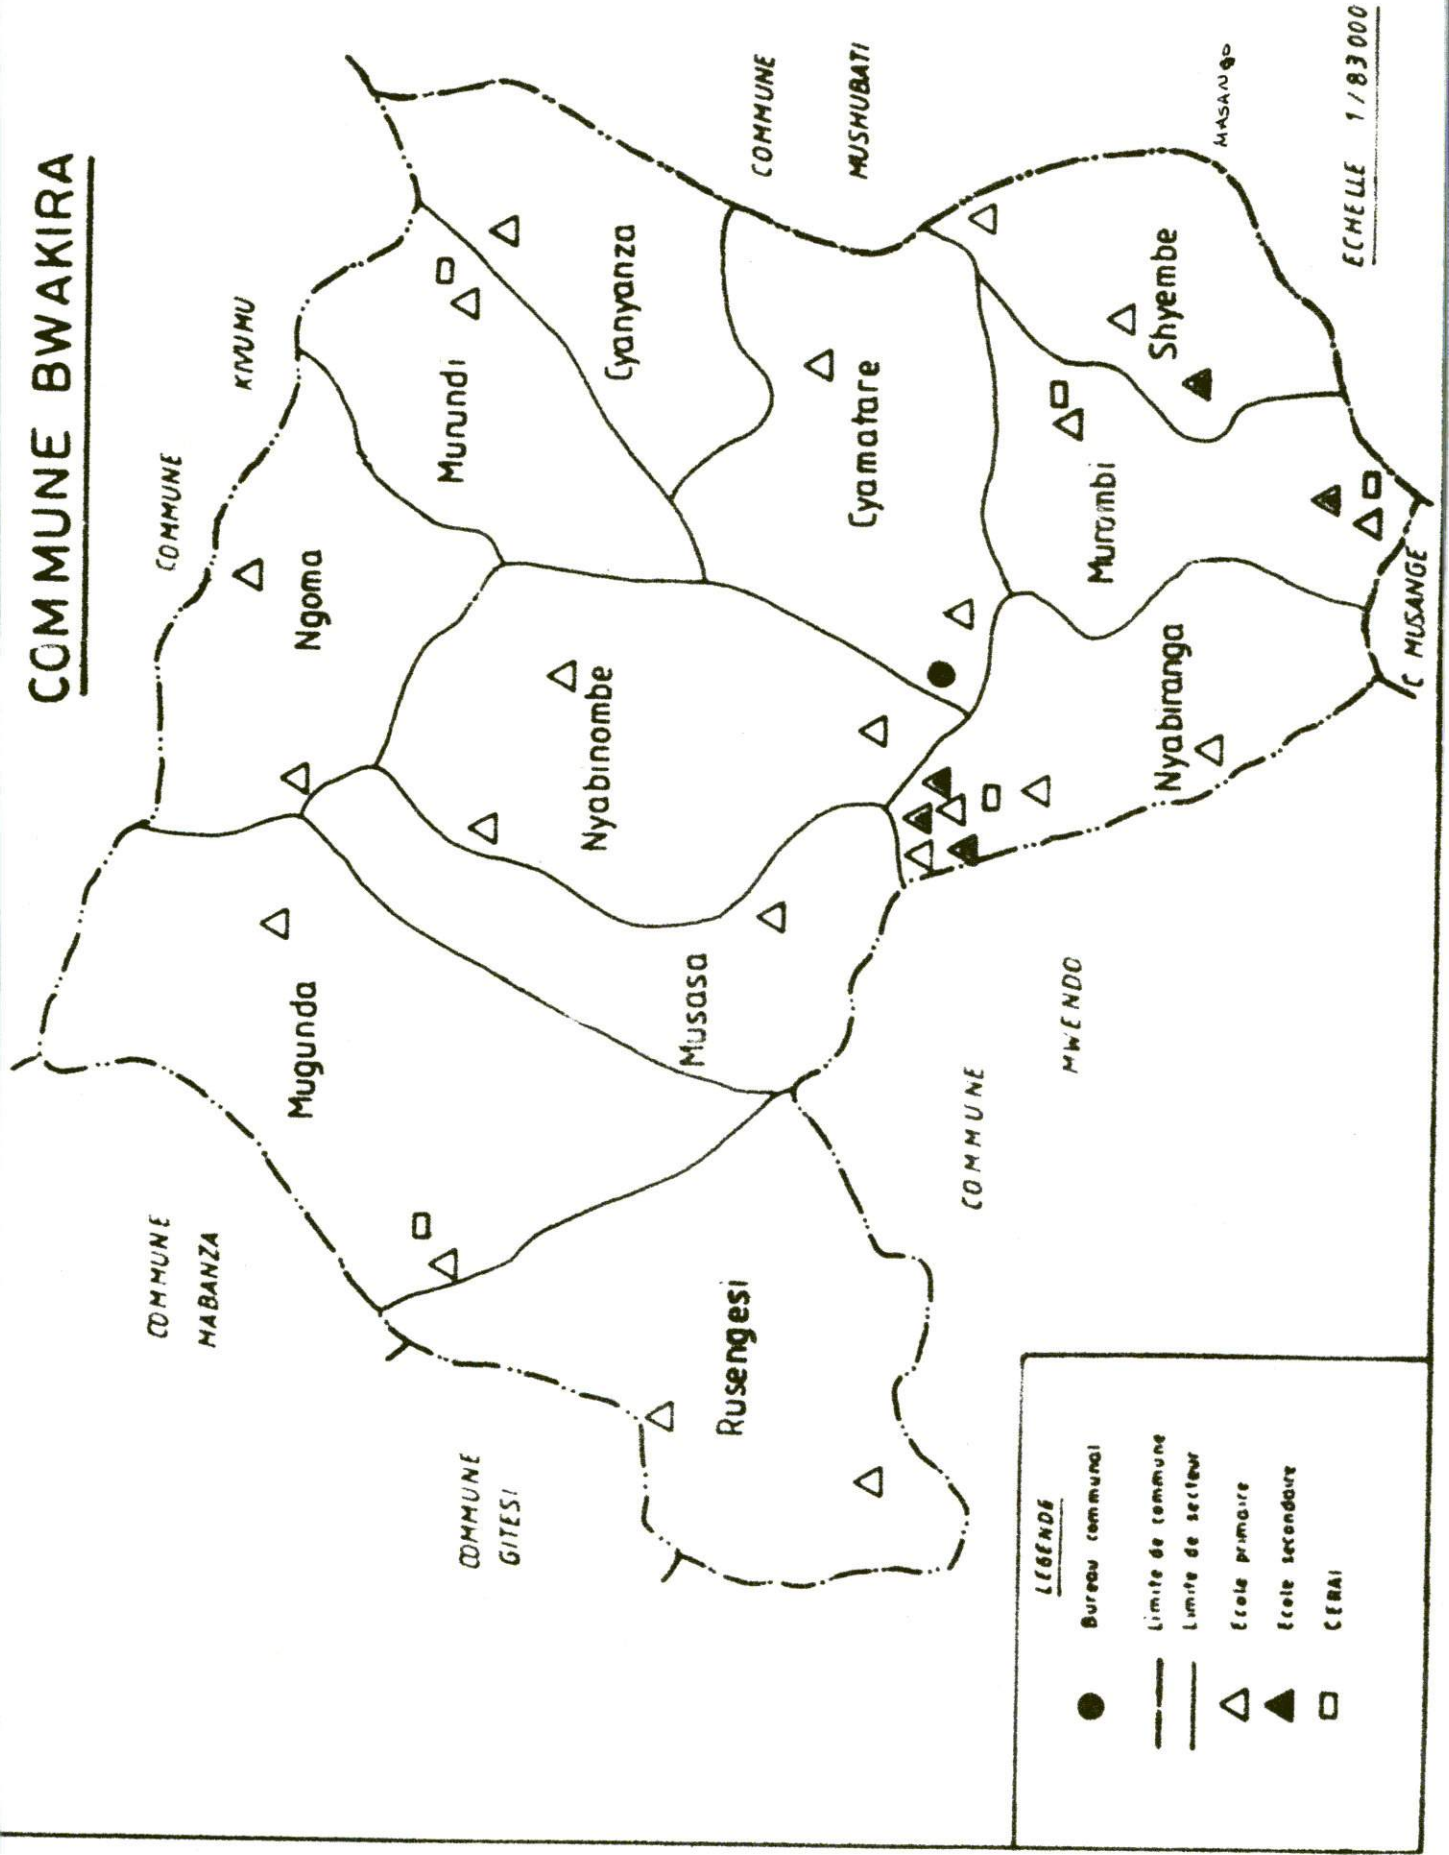 COMMUNE BWAKIRA
COMMUNE
KIVUMU
COMMUNE
MABANZA
Ngoma
Murundi
Mugunda
Cyanyanza
COMMUNE
GITESI
Nyabinombe
Musasa
Cyamatare
COMMUNE
MUSHUBATI
Rusengesi
Murambi
Shyembe
Nyabiranga
COMMUNE
MWENDO
MASANGO
C MUSANGE
ECHELLE 1/83000
LEGENDE
Bureau communal
Limite de commune
Limite de secteur
Ecole primaire
Ecole secondaire
CERAI